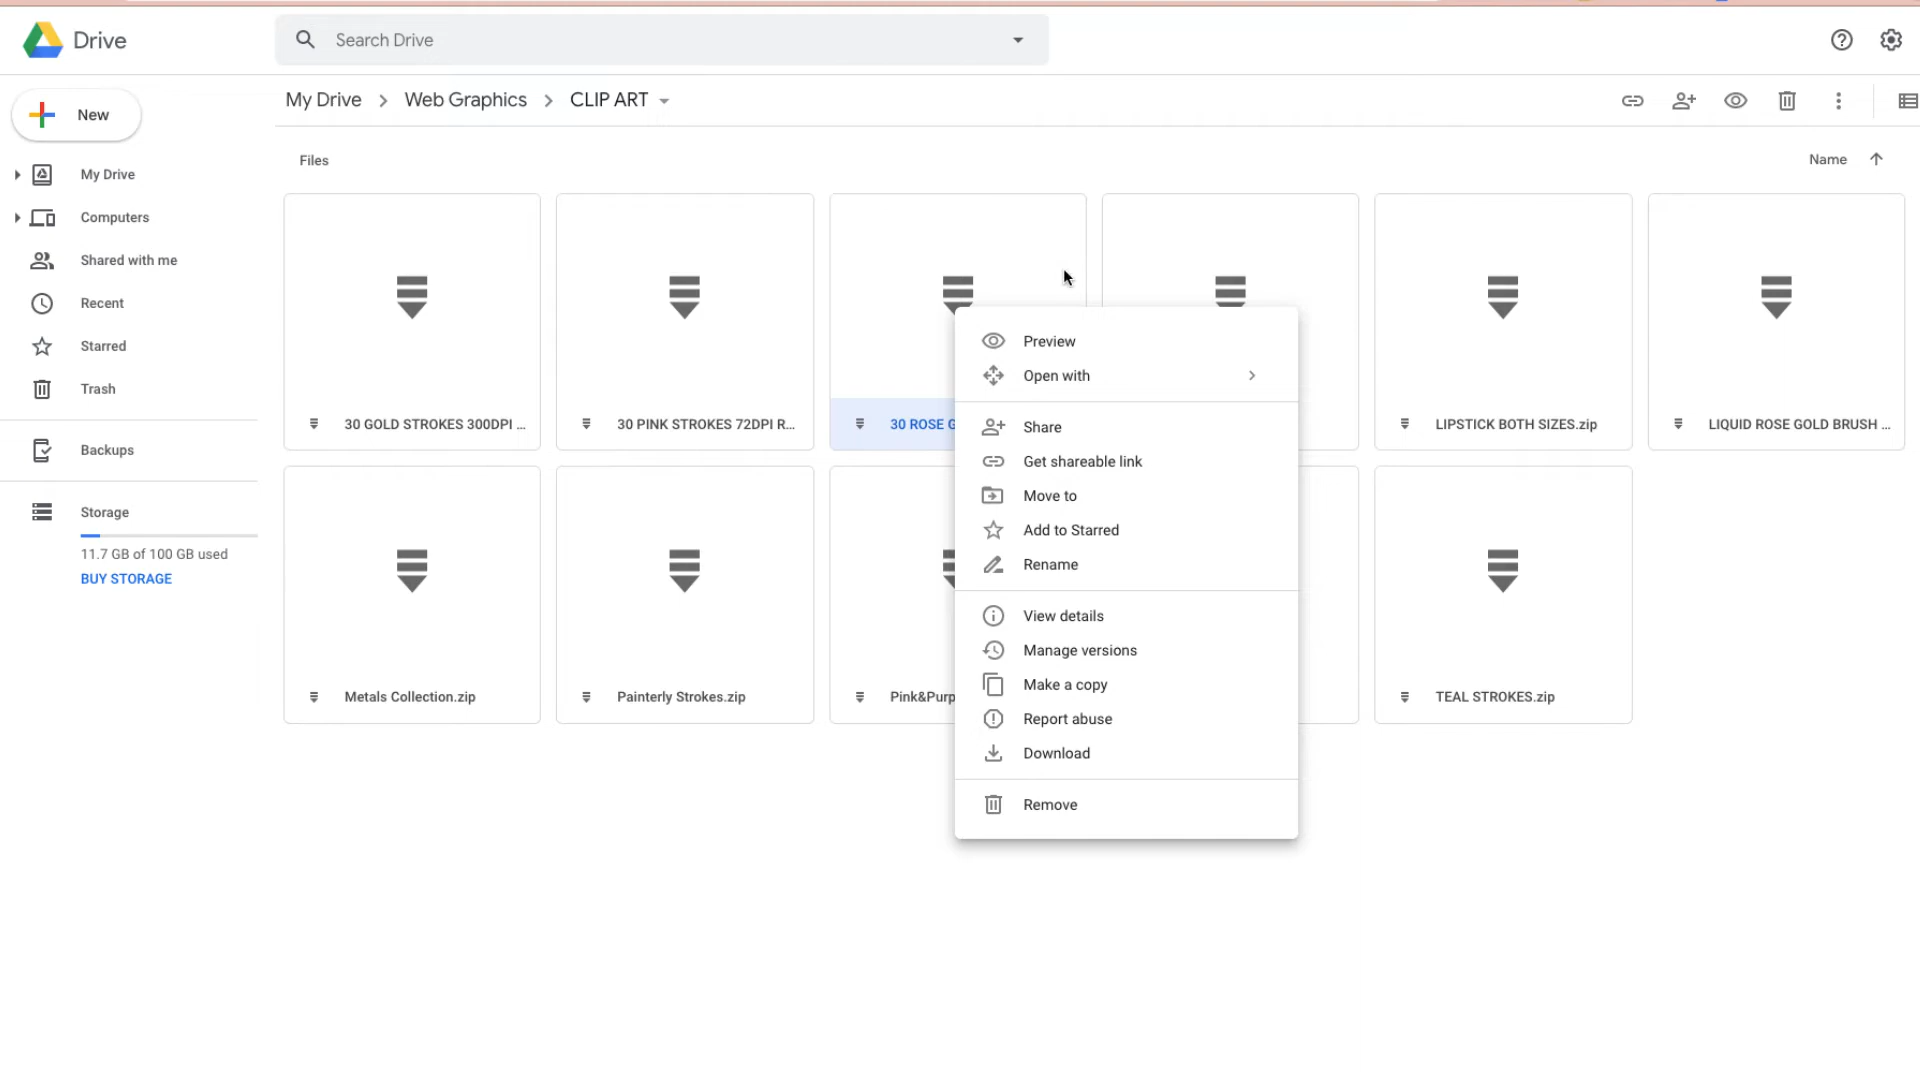 Drive
Search Drive
My Drive
Web Graphics
CLIP ART
New
Files
Name
My Drive
Computers
Shared with me
Recent
Starred
Trash
Backups
Storage
11.7 GB of 100 GB used
BUY STORAGE
30 GOLD STROKES 300DPI ...
30 PINK STROKES 72DPI R...
30 ROSE G
LIPSTICK BOTH SIZES.zip
LIQUID ROSE GOLD BRUSH ...
Metals Collection.zip
Painterly Strokes.zip
Pink&Purp
TEAL STROKES.zip
Preview
Open with
Share
Get shareable link
Move to
Add to Starred
Rename
View details
Manage versions
Make a copy
Report abuse
Download
Remove